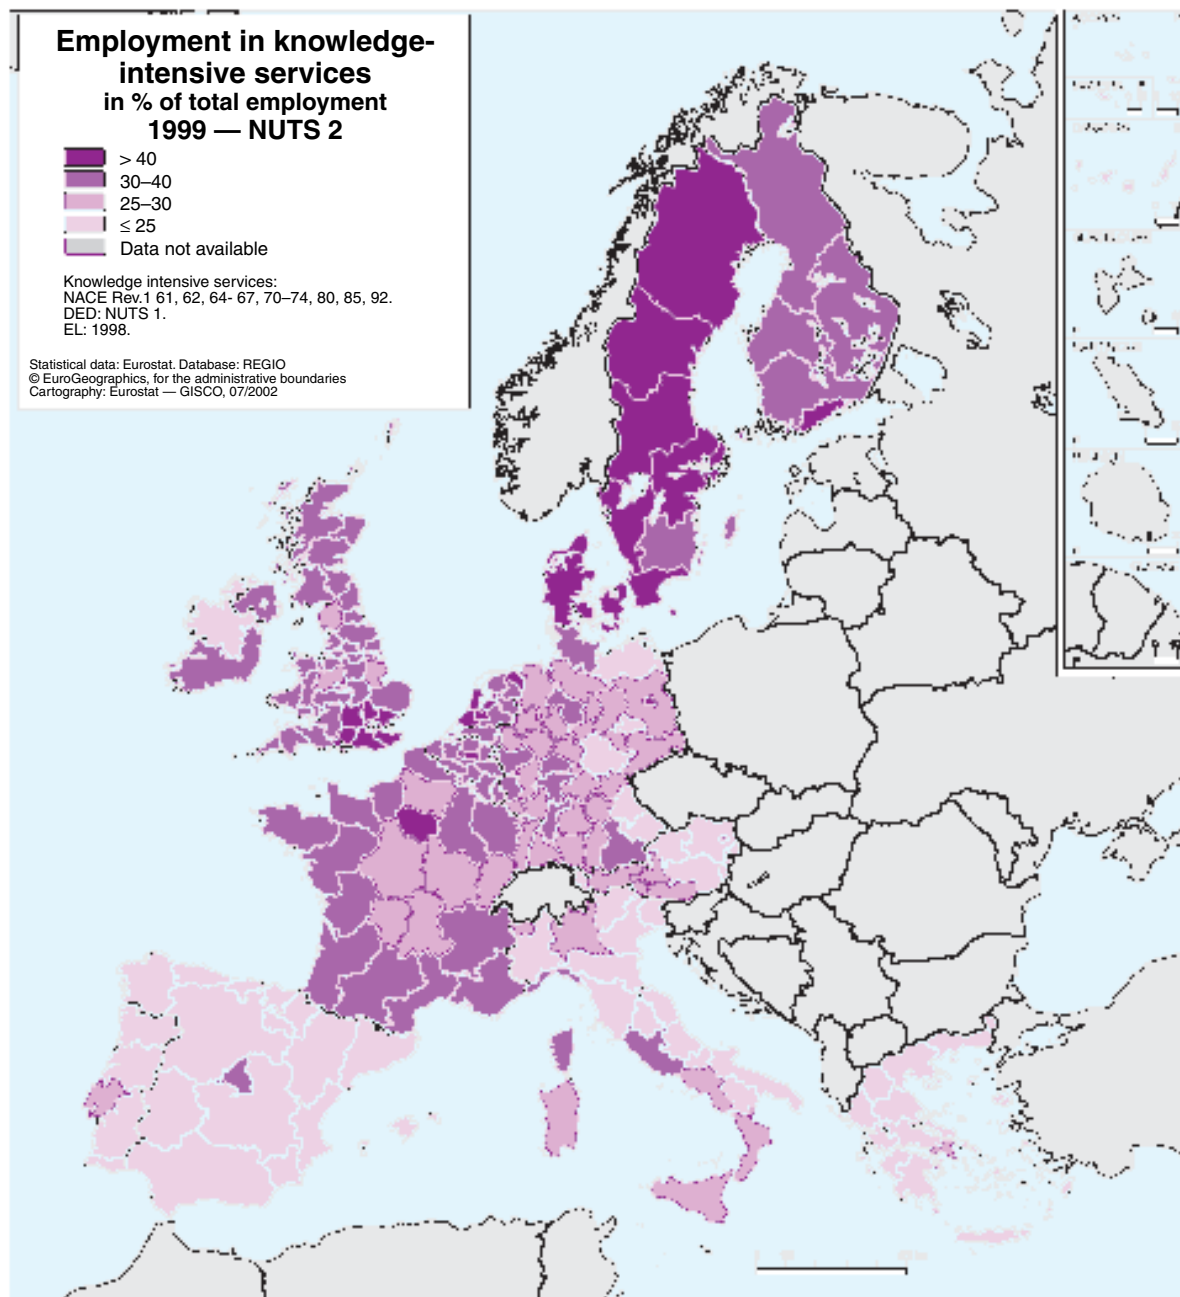 Employment in knowledge-
intensive services
in % of total employment
1999 — NUTS 2
> 40
30–40
25–30
≤ 25
Data not available
Knowledge intensive services:
NACE Rev.1 61, 62, 64- 67, 70–74, 80, 85, 92.
DED: NUTS 1.
EL: 1998.
Statistical data: Eurostat. Database: REGIO
© EuroGeographics, for the administrative boundaries
Cartography: Eurostat — GISCO, 07/2002